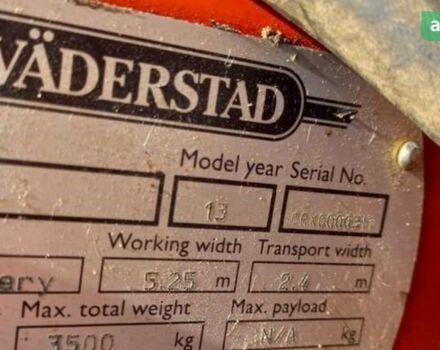 VÄDERSTAD
Model year Serial No.
13
Working width Transport width
5.25 m 2.4 m
Max. total weight Max. payload
3500 kg N/A kg